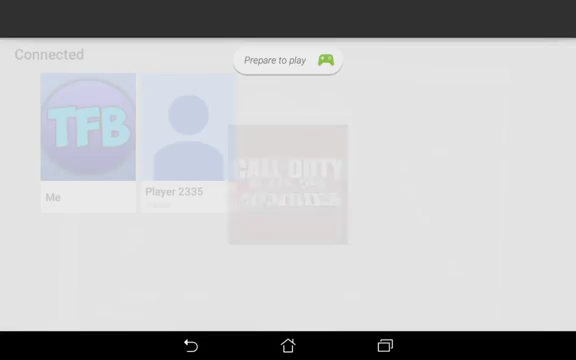 Connected
Prepare to play
TFB
Me
Player 2335
CALL OF DUTY